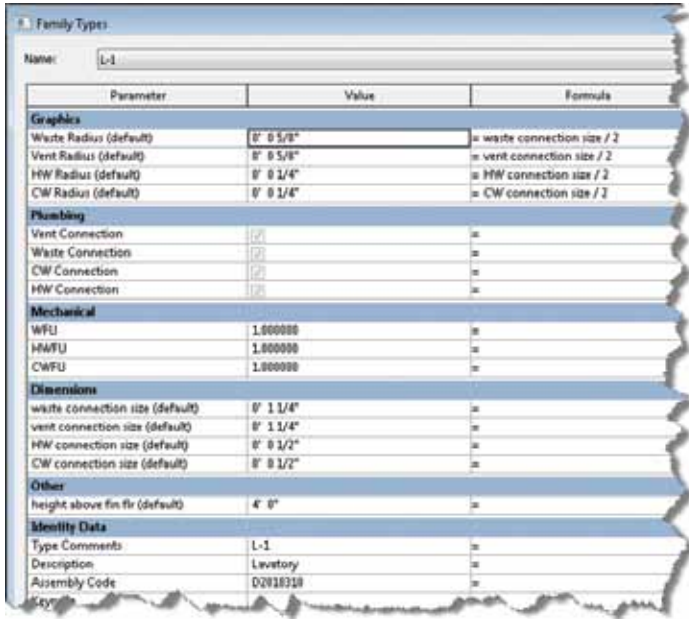 Family Types
Name: L-1
Parameter Value Formula
Graphics
Waste Radius (default) 0' 0 5/8" = waste connection size / 2
Vent Radius (default) 0' 0 5/8" = vent connection size / 2
HW Radius (default) 0' 0 1/4" = HW connection size / 2
CW Radius (default) 0' 0 1/4" = CW connection size / 2
Plumbing
Vent Connection =
Waste Connection =
CW Connection =
HW Connection =
Mechanical
WFU 1.000000 =
HWFU 1.000000 =
CWFU 1.000000 =
Dimensions
waste connection size (default) 0' 1 1/4" =
vent connection size (default) 0' 1 1/4" =
HW connection size (default) 0' 0 1/2" =
CW connection size (default) 0' 0 1/2" =
Other
height above fin flr (default) 4' 0" =
Identity Data
Type Comments L-1 =
Description Lavatory =
Assembly Code D2010310 =